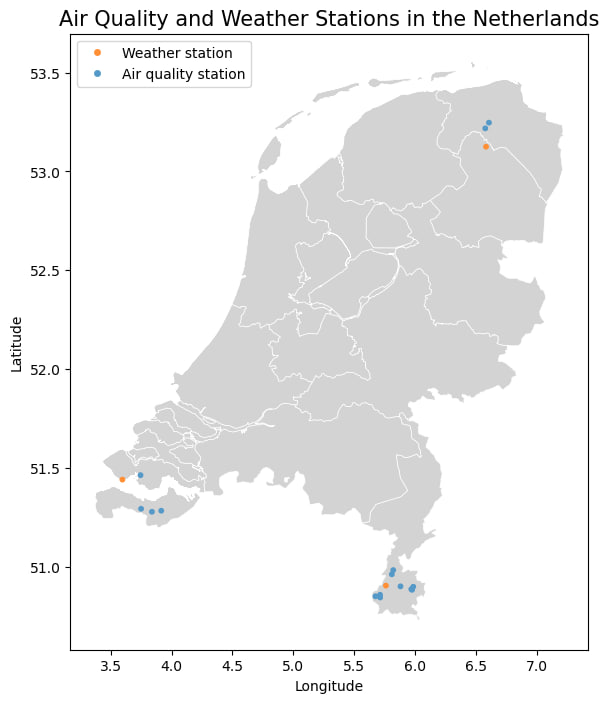 Air Quality and Weather Stations in the Netherlands
Weather station
Air quality station
53.5
53.0
52.5
52.0
51.5
51.0
Latitude
3.5 4.0 4.5 5.0 5.5 6.0 6.5 7.0
Longitude